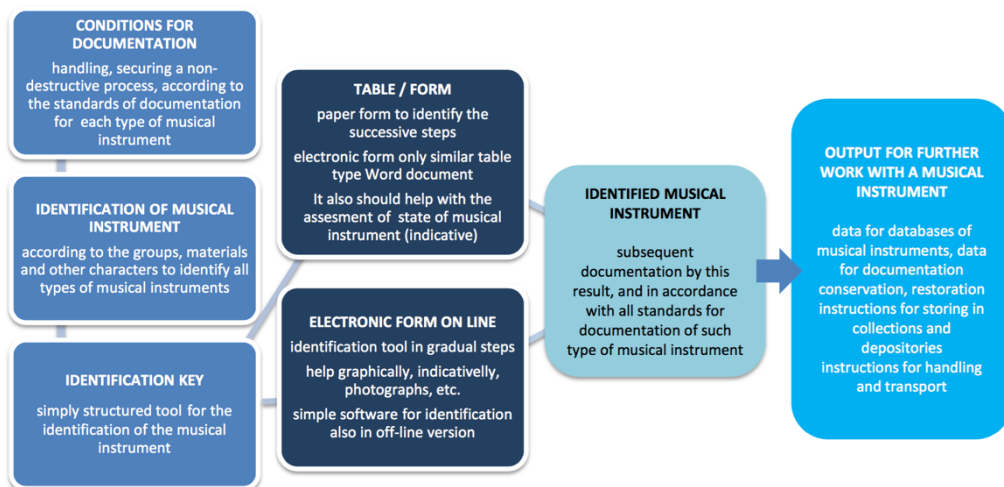 CONDITIONS FOR
DOCUMENTATION
handling, securing a non-
destructive process, according to
the standards of documentation
for each type of musical
instrument
IDENTIFICATION OF MUSICAL
INSTRUMENT
according to the groups, materials
and other characters to identify all
types of musical instruments
IDENTIFICATION KEY
simply structured tool for the
identification of the musical
instrument
TABLE / FORM
paper form to identify the
successive steps
electronic form only similar table
type Word document
It also should help with the
assesment of state of musical
instrument (indicative)
ELECTRONIC FORM ON LINE
identification tool in gradual steps
help graphically, indicativelly,
photographs, etc.
simple software for identification
also in off-line version
IDENTIFIED MUSICAL
INSTRUMENT
subsequent
documentation by this
result, and in accordance
with all standards for
documentation of such
type of musical instrument
OUTPUT FOR FURTHER
WORK WITH A MUSICAL
INSTRUMENT
data for databases of
musical instruments, data
for documentation
conservation, restoration
instructions for storing in
collections and
depositories
instructions for handling
and transport